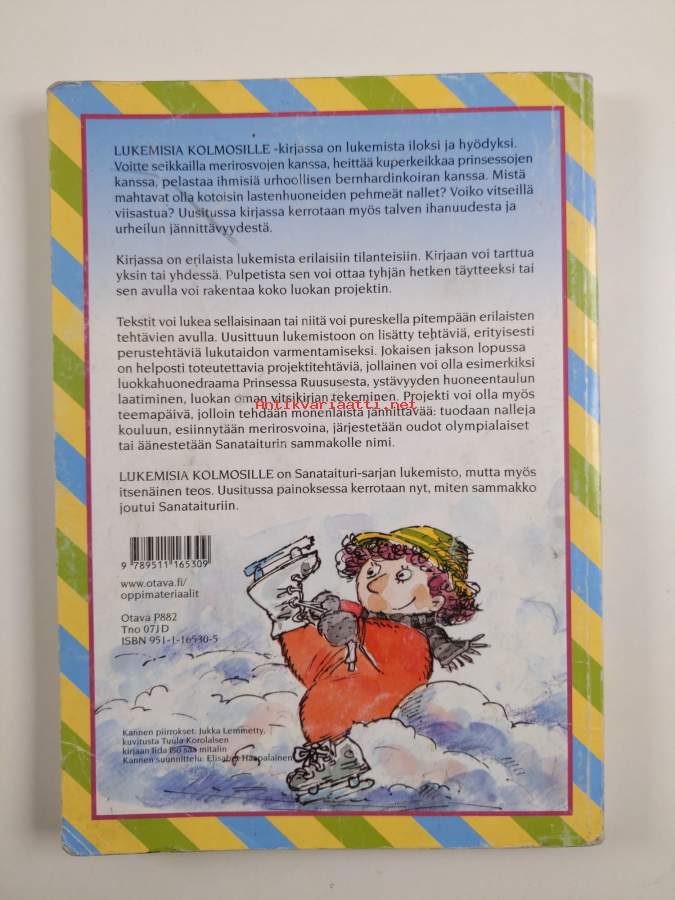 LUKEMISIA KOLMOSILLE -kirjassa on lukemista iloksi ja hyödyksi.
Voitte seikkailla merirosvojen kanssa, heittää kuperkeikkaa prinsessojen
kanssa, pelastaa ihmisiä urhoollisen bernhardinkoiran kanssa. Mistä
mahtavat olla kotoisin lastenhuoneiden pehmeät nallet? Voiko vitseillä
viisastua? Uusitussa kirjassa kerrotaan myös talven ihanuudesta ja
urheilun jännittävyydestä.
Kirjassa on erilaista lukemista erilaisiin tilanteisiin. Kirjaan voi tarttua
yksin tai yhdessä. Pulpetista sen voi ottaa tyhjän hetken täytteeksi tai
sen avulla voi rakentaa koko luokan projektin.
Tekstit voi lukea sellaisinaan tai niitä voi pureskella pitempään erilaisten
tehtävien avulla. Uusittuun lukemistoon on lisätty tehtäviä, erityisesti
perustehtäviä lukutaidon varmentamiseksi. Jokaisen jakson lopussa
on helposti toteutettavia projektitehtäviä, jollainen voi olla esimerkiksi
luokkahuonedraama Prinsessa Ruususesta, ystävyyden huoneentaulun
laatiminen, luokan oman vitsikirjan tekeminen. Projekti voi olla myös
Antikvariaatti.net
teemapäivä, jolloin tehdään monenlaista jännittävää: tuodaan nalleja
kouluun, esiinnytään merirosvoina, järjestetään oudot olympialaiset
tai äänestetään Sanataiturin sammakolle nimi.
LUKEMISIA KOLMOSILLE on Sanataituri-sarjan lukemisto, mutta myös
itsenäinen teos. Uusitussa painoksessa kerrotaan nyt, miten sammakko
joutui Sanataituriin.
9 789511 165309
www.otava.fi/
oppimateriaalit
Otava P882
Tno 07JD
ISBN 951-1-16530-5
Kannen piirrokset: Jukka Lemmetty,
kuvitusta Tuula Korolaisen
kirjaan Iida Iso saa mitalin
Kannen suunnittelu: Elisabet Haapalainen